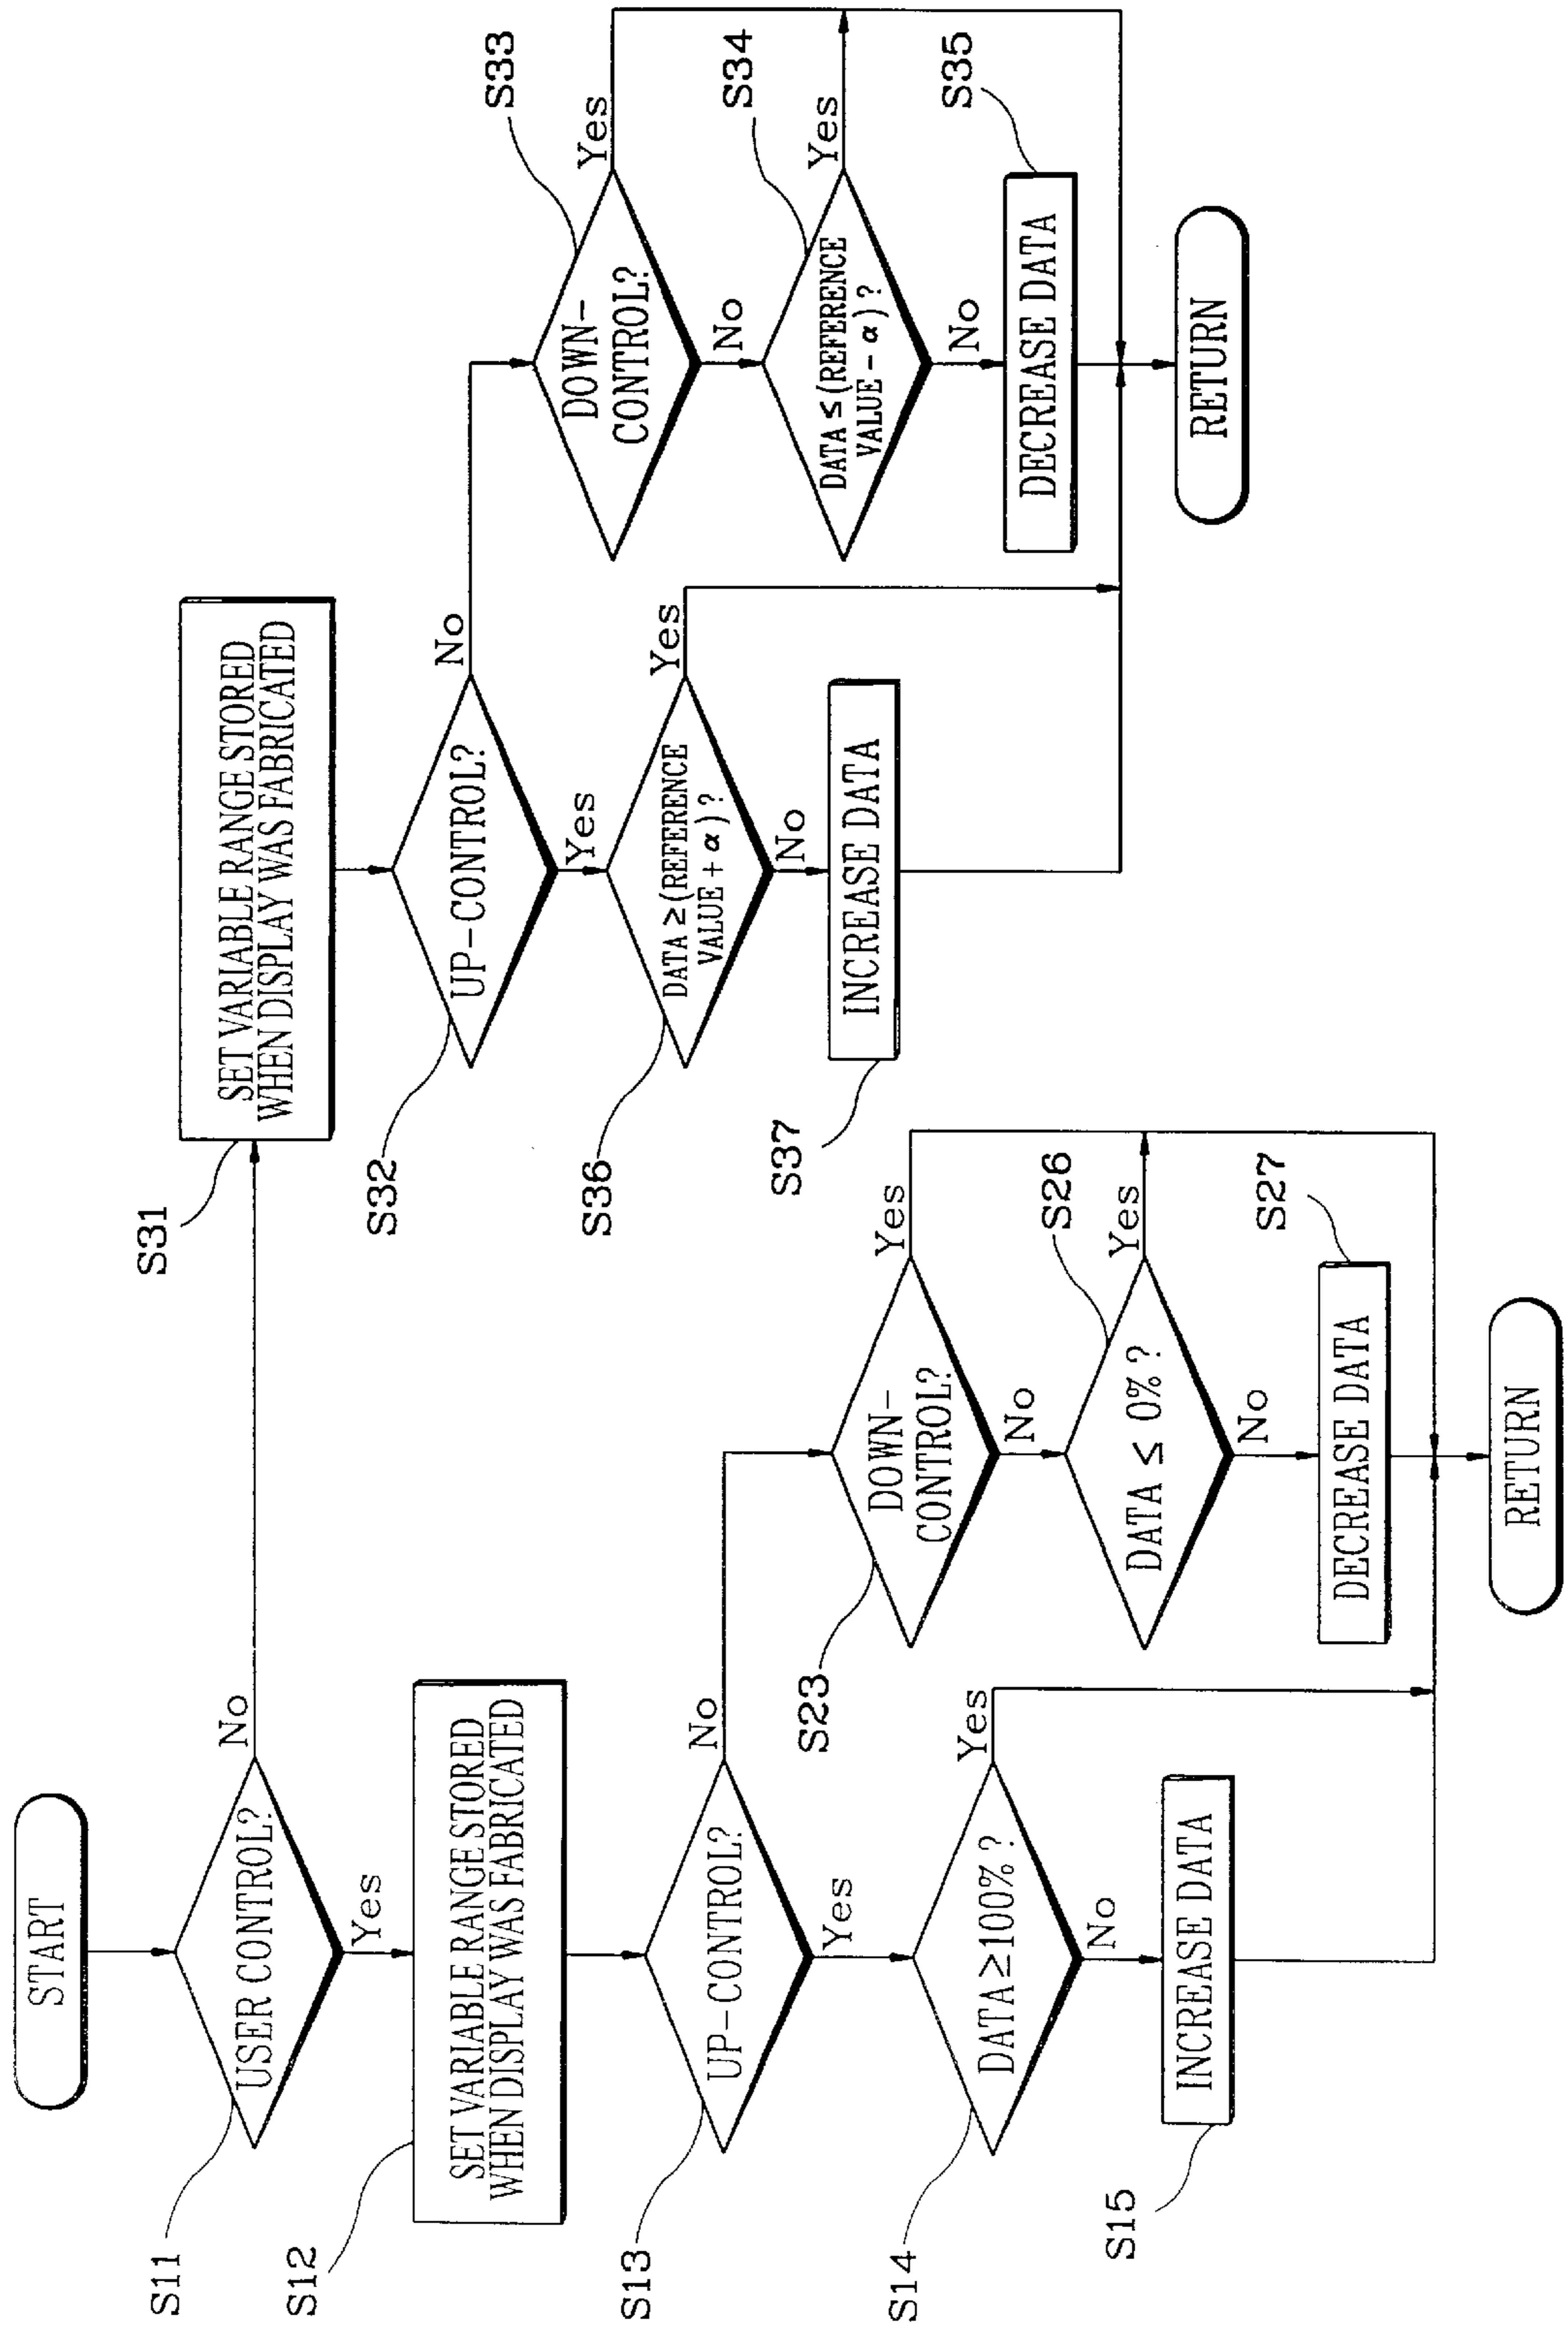 START
S11
USER CONTROL?
No
Yes
S12
SET VARIABLE RANGE STORED
WHEN DISPLAY WAS FABRICATED
S13
UP-CONTROL?
No
Yes
S14
DATA≥100%?
Yes
No
S15
INCREASE DATA
S23
DOWN-
CONTROL?
Yes
No
S26
DATA ≤ 0%?
Yes
No
S27
DECREASE DATA
RETURN
S31
SET VARIABLE RANGE STORED
WHEN DISPLAY WAS FABRICATED
S32
UP-CONTROL?
No
Yes
S36
DATA ≥ (REFERENCE
VALUE + α)?
Yes
No
S37
INCREASE DATA
S33
DOWN-
CONTROL?
Yes
No
S34
DATA ≤ (REFERENCE
VALUE - α)?
Yes
No
S35
DECREASE DATA
RETURN